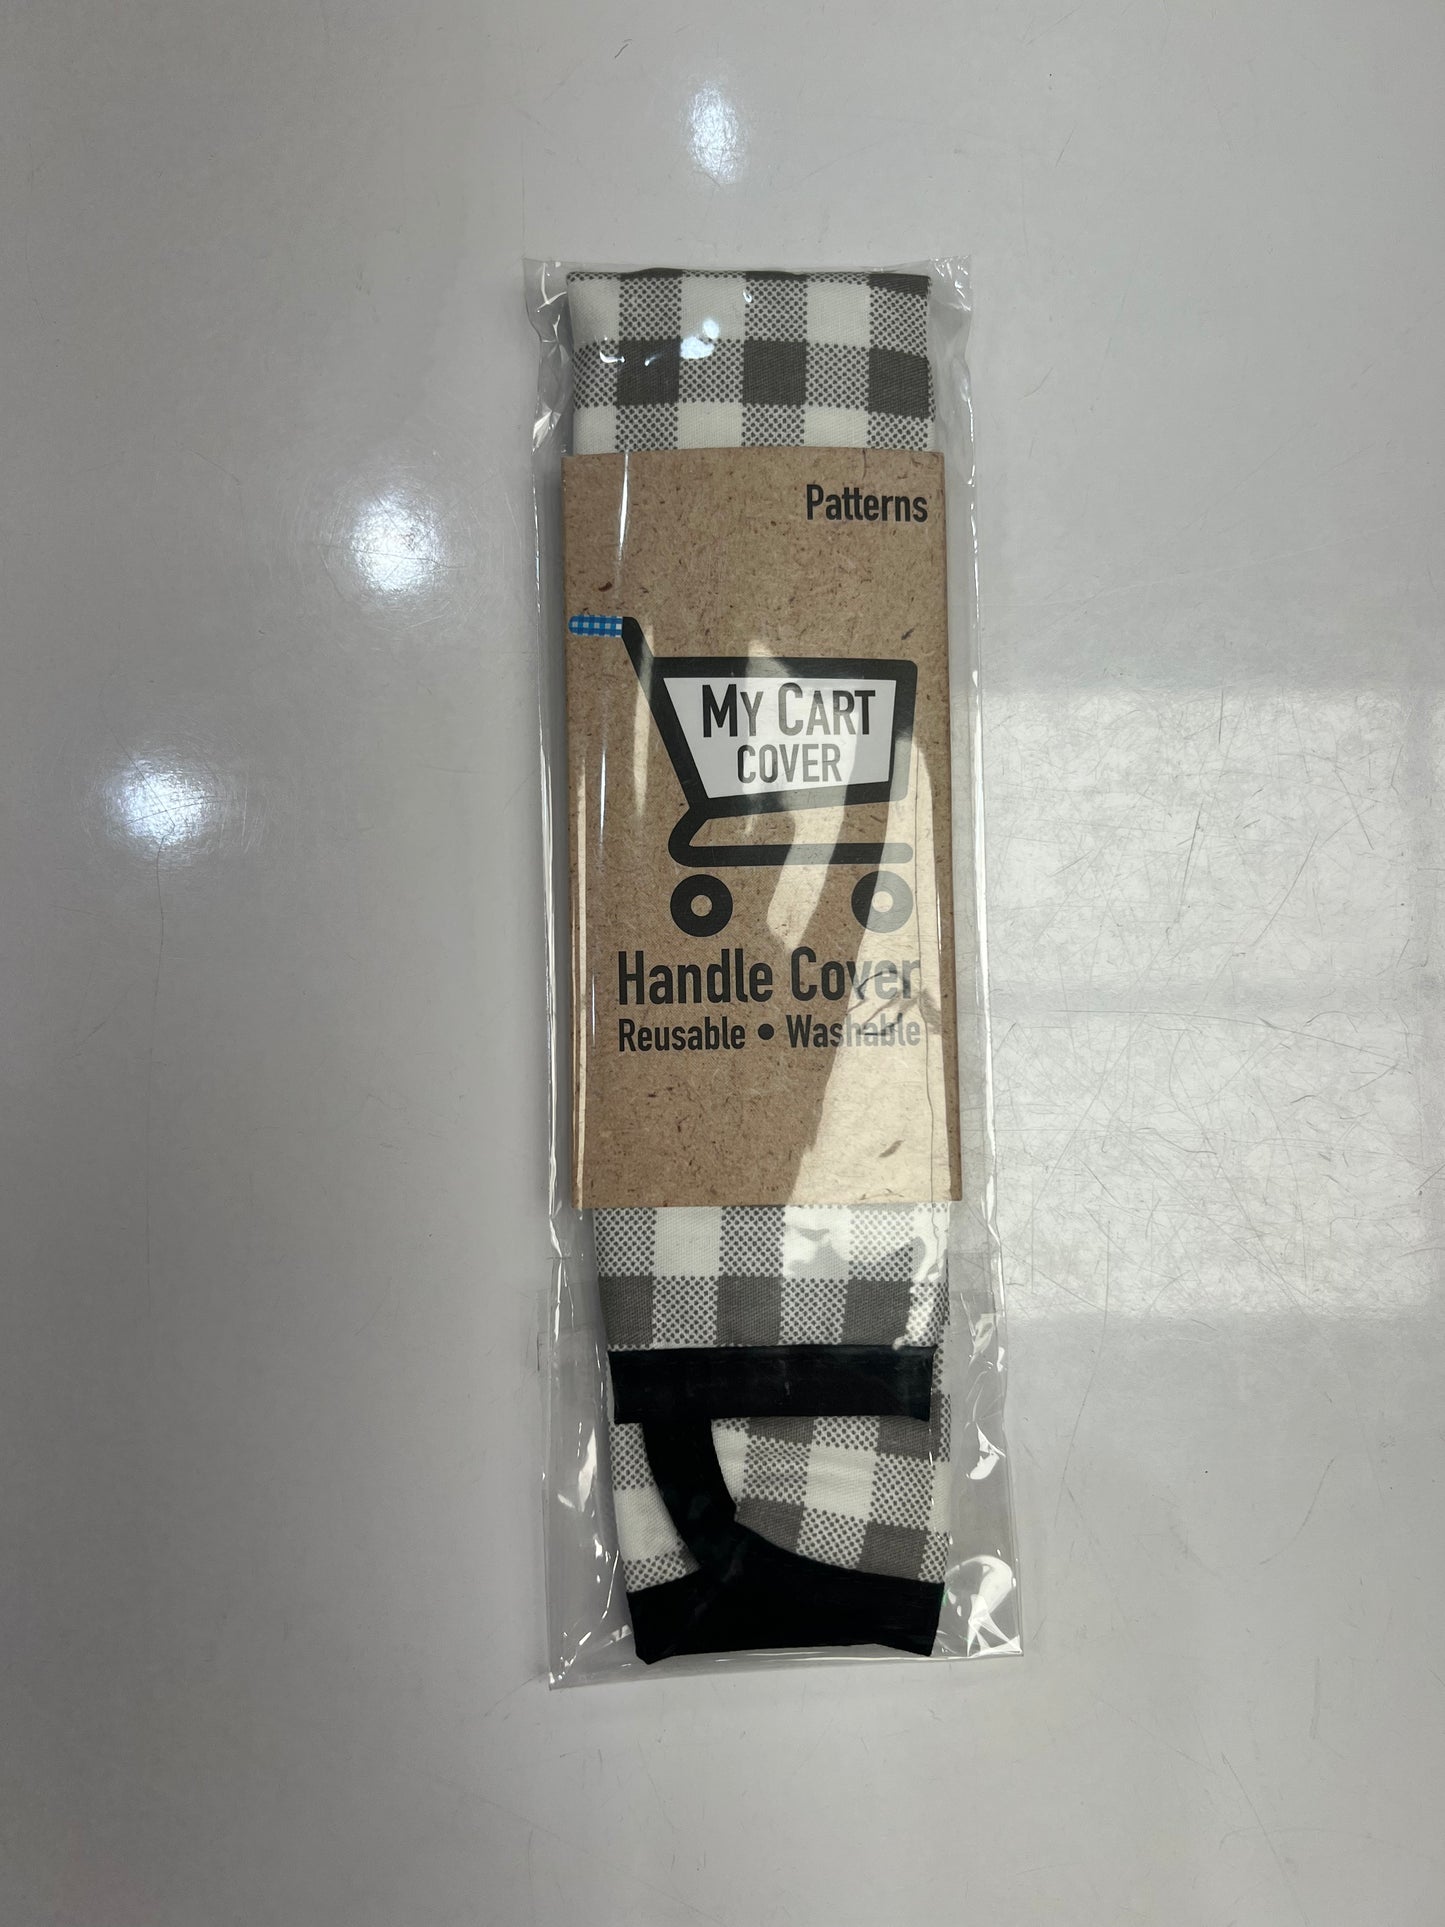 Patterns
MY CART
COVER
Handle Cover
Reusable • Washable